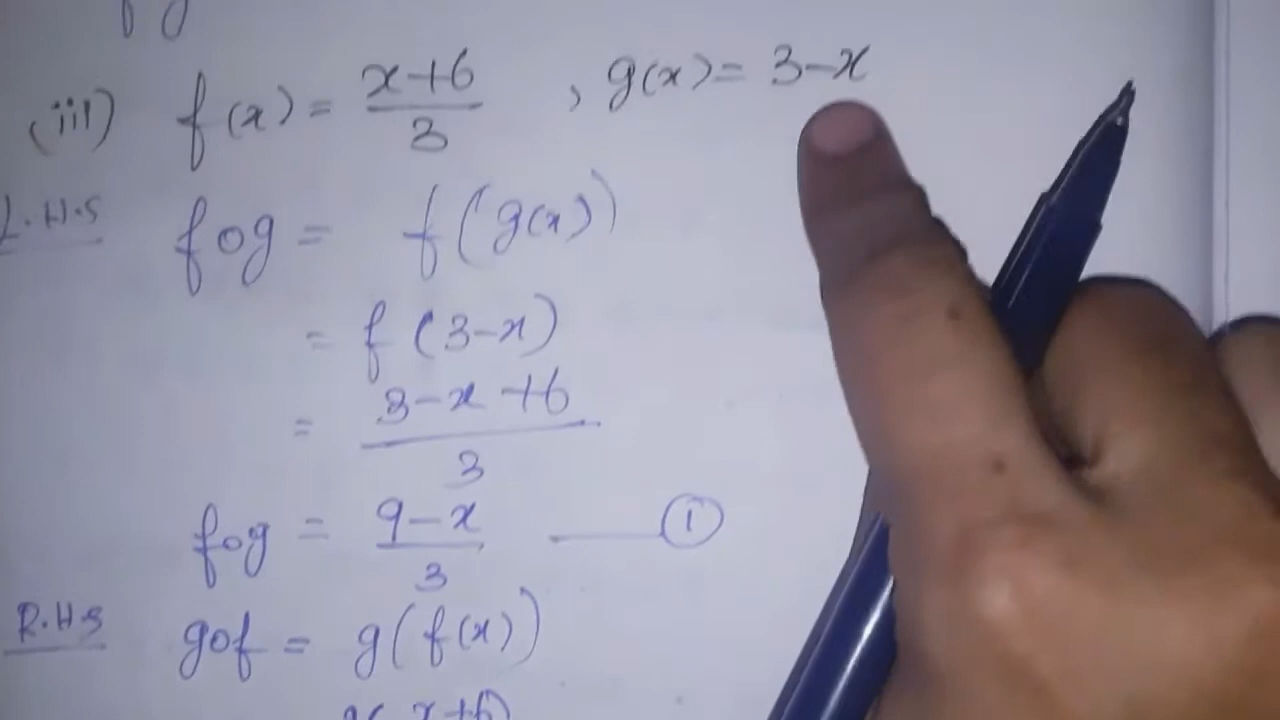 (iii) f(x) = x+6/3 , g(x) = 3-x
L.H.S fog = f(g(x))
= f(3-x)
= 3-x+6/3
fog = 9-x/3 ——— ①
R.H.S gof = g(f(x))